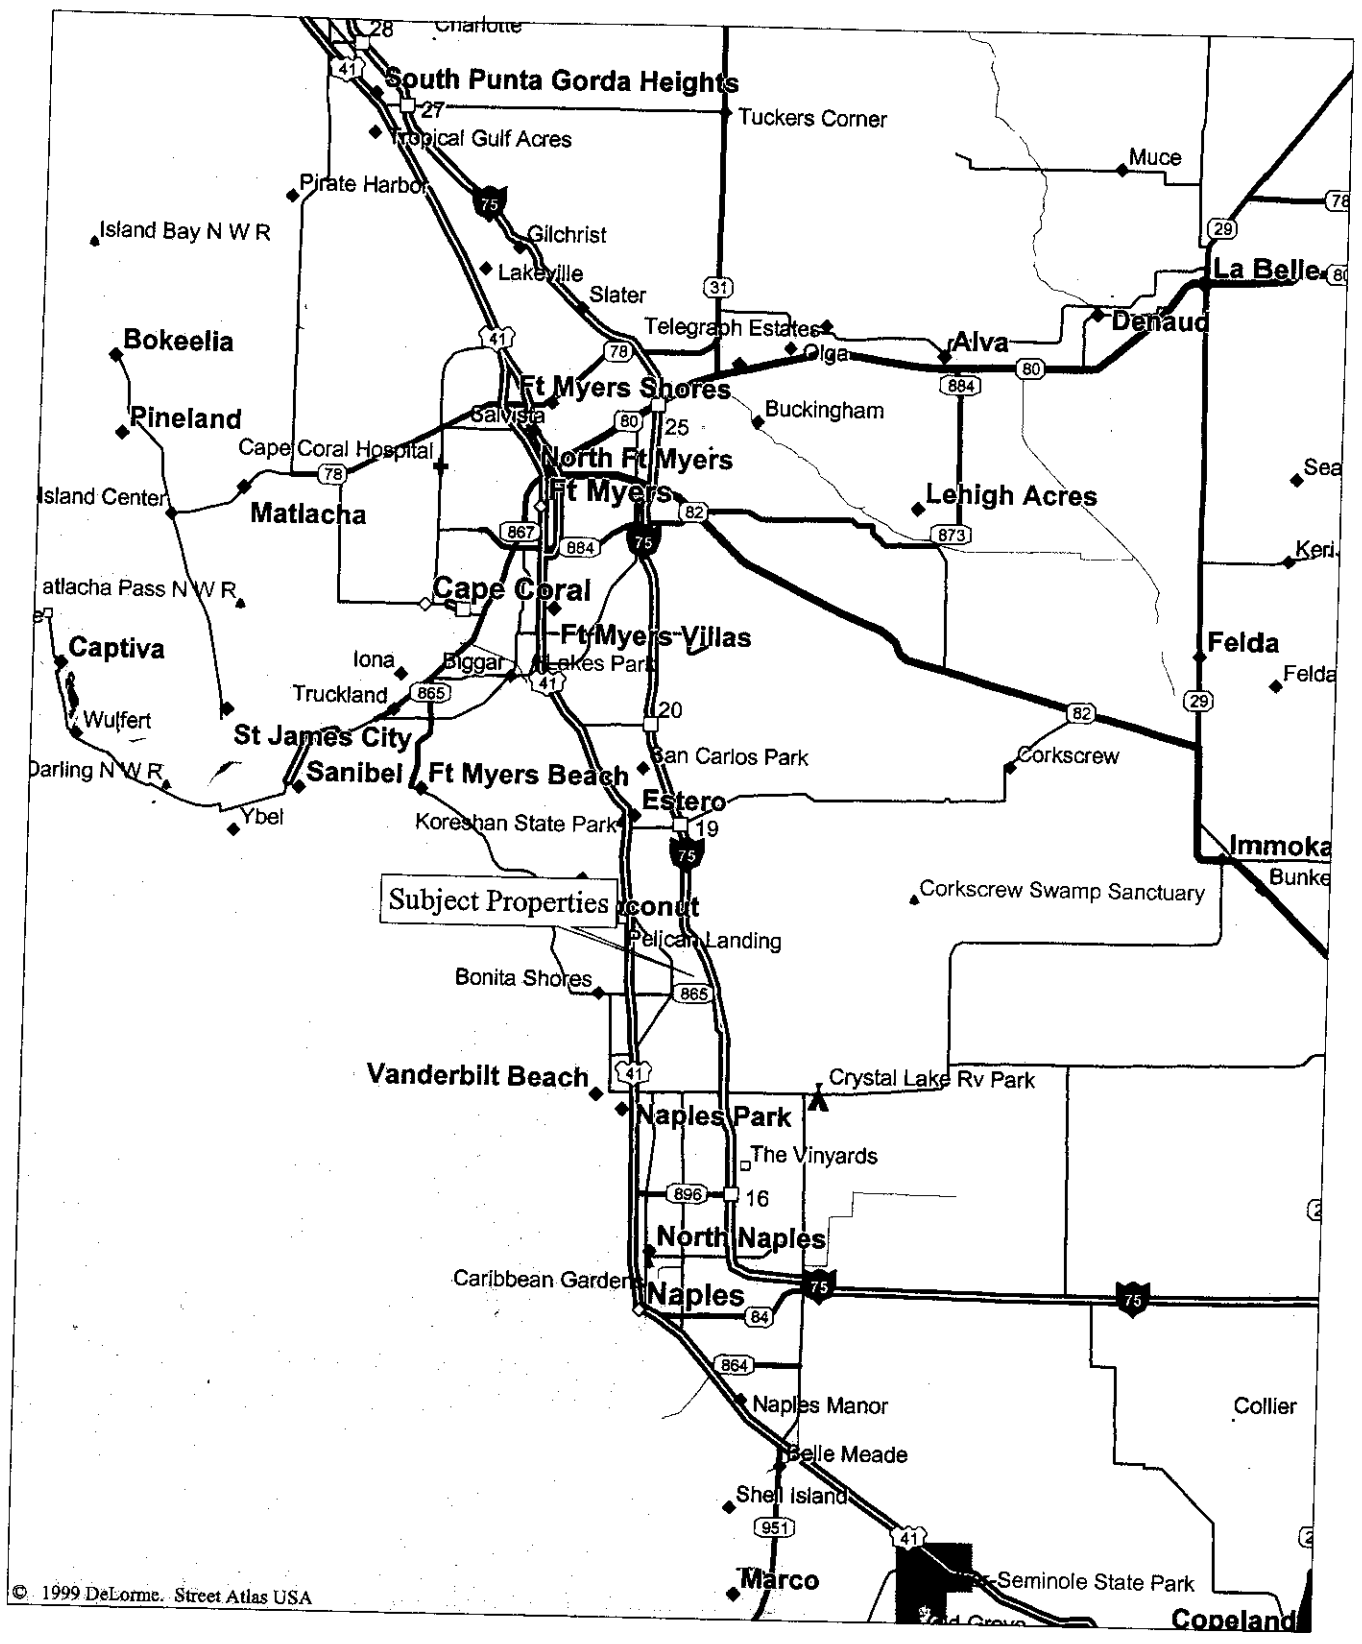 28
Charlotte
41
South Punta Gorda Heights
27
Tuckers Corner
Tropical Gulf Acres
Muce
Pirate Harbor
75
78
Island Bay N W R
29
Gilchrist
Lakeville
La Belle
80
31
Slater
Denaud
Telegraph Estates
41
Bokeelia
78
Olga
Alva
80
884
Ft Myers Shores
Salvista
Buckingham
Pineland
80
25
Cape Coral Hospital
North Ft Myers
78
Sea
Island Center
Ft Myers
Lehigh Acres
Matlacha
82
867
873
884
75
Keri
atlacha Pass N W R
Cape Coral
e
Ft Myers Villas
Felda
Captiva
Iona
Biggar
Lakes Park
Felda
41
865
Truckland
29
20
82
Wulfert
St James City
San Carlos Park
Corkscrew
Darling N W R
Sanibel
Ft Myers Beach
Estero
Ybel
Koreshan State Park
19
Immoka
75
Bunke
Corkscrew Swamp Sanctuary
Subject Properties
conut
Pelican Landing
Bonita Shores
865
Vanderbilt Beach
41
Crystal Lake Rv Park
Naples Park
The Vinyards
896
16
2
North Naples
Caribbean Gardens
75
Naples
75
84
864
Naples Manor
Collier
Belle Meade
Shell Island
951
41
2
Marco
-Seminole State Park
© 1999 DeLorme. Street Atlas USA
Copeland